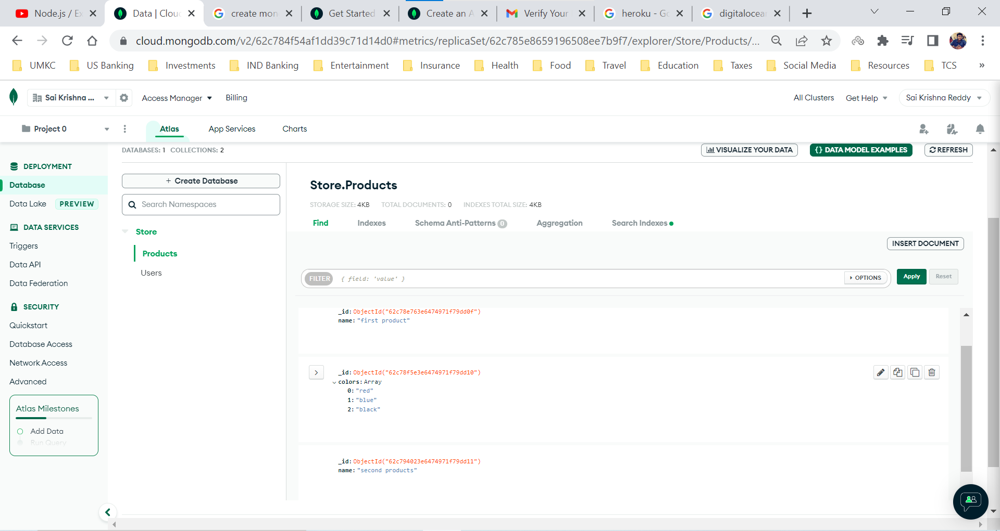 Node.js / Ex
Data | Clou
create mon
Get Started
Create an A
Verify Your
heroku - Go
digitalocea
cloud.mongodb.com/v2/62c784f54af1dd39c71d14d0#metrics/replicaSet/62c785e8659196508ee7b9f7/explorer/Store/Products/...
UMKC
US Banking
Investments
IND Banking
Entertainment
Insurance
Health
Food
Travel
Education
Taxes
Social Media
Resources
TCS
»
Sai Krishna ...
Access Manager
Billing
All Clusters
Get Help
Sai Krishna Reddy
Project 0
Atlas
App Services
Charts
DATABASES: 1 COLLECTIONS: 2
VISUALIZE YOUR DATA
{} DATA MODEL EXAMPLES
REFRESH
DEPLOYMENT
Database
Data Lake PREVIEW
DATA SERVICES
Triggers
Data API
Data Federation
SECURITY
Quickstart
Database Access
Network Access
Advanced
Atlas Milestones
Add Data
Run Query
+ Create Database
Search Namespaces
Store
Products
Users
Store.Products
STORAGE SIZE: 4KB TOTAL DOCUMENTS: 0 INDEXES TOTAL SIZE: 4KB
Find
Indexes
Schema Anti-Patterns 0
Aggregation
Search Indexes
INSERT DOCUMENT
FILTER { field: 'value' }
OPTIONS
Apply
Reset
_id: ObjectId("62c78e763e6474971f79dd0f")
name: "first product"
_id: ObjectId("62c78f5e3e6474971f79dd10")
colors: Array
0: "red"
1: "blue"
2: "black"
_id: ObjectId("62c794023e6474971f79dd11")
name: "second products"